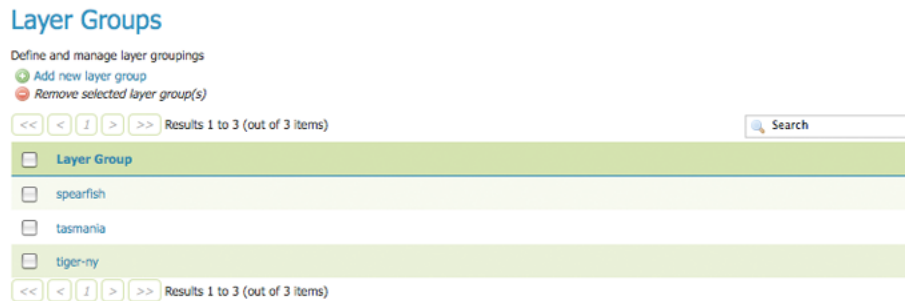 Layer Groups
Define and manage layer groupings
Add new layer group
Remove selected layer group(s)
<< < 1 > >> Results 1 to 3 (out of 3 items) Search
Layer Group
spearfish
tasmania
tiger-ny
<< < 1 > >> Results 1 to 3 (out of 3 items)